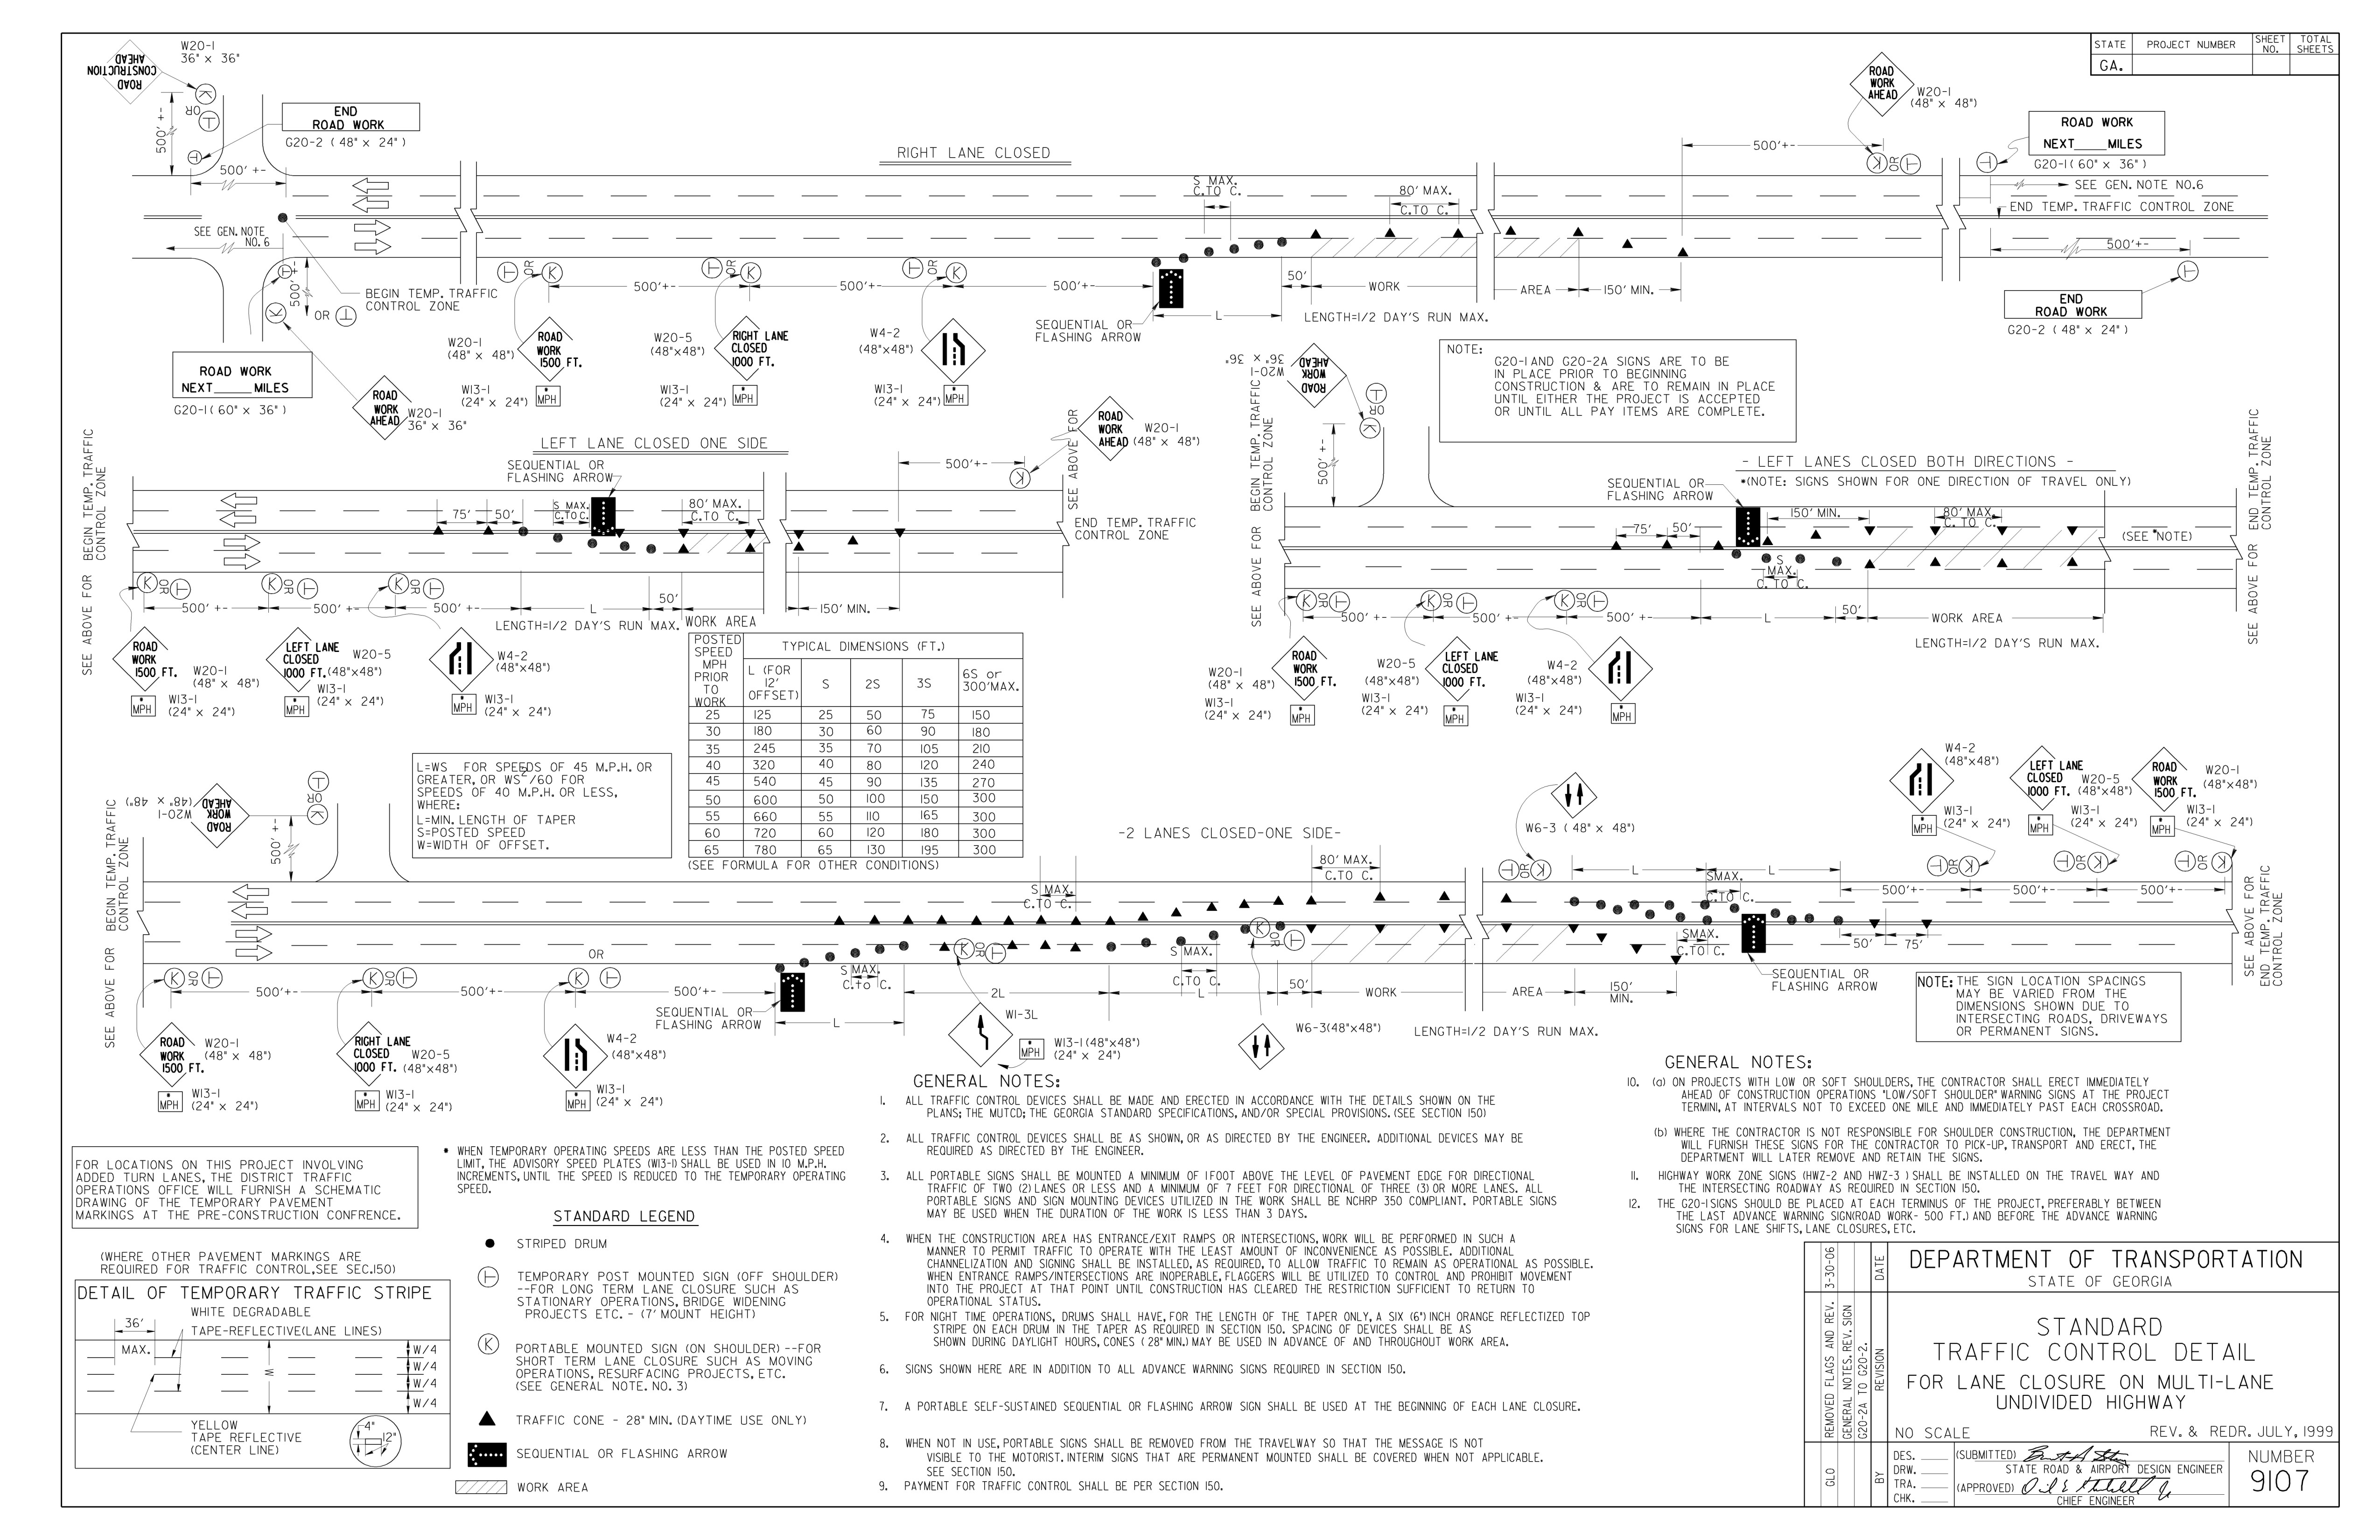 STATE PROJECT NUMBER SHEET NO. TOTAL SHEETS
GA.
W20-1
36" x 36"
ROAD
CONSTRUCTION
AHEAD
OR
500' +-
END
ROAD WORK
G20-2 ( 48" x 24" )
500' +-
RIGHT LANE CLOSED
S MAX.
C.TO C.
80' MAX.
C.TO C.
500'+-
ROAD
WORK
AHEAD
W20-1
(48" x 48")
OR
ROAD WORK
NEXT_____MILES
G20-1 ( 60" x 36" )
SEE GEN. NOTE NO.6
END TEMP. TRAFFIC CONTROL ZONE
500'+-
END
ROAD WORK
G20-2 ( 48" x 24" )
SEE GEN. NOTE
NO. 6
500' +-
OR
BEGIN TEMP. TRAFFIC
CONTROL ZONE
ROAD WORK
NEXT_____MILES
G20-1 ( 60" x 36" )
ROAD
WORK
AHEAD
W20-1
36" x 36"
OR
OR
OR
500'+-
500'+-
500'+-
W20-1
(48" x 48")
ROAD
WORK
1500 FT.
W13-1
(24" x 24")
* MPH
W20-5
(48"x48")
RIGHT LANE
CLOSED
1000 FT.
W13-1
(24" x 24")
* MPH
W4-2
(48"x48")
W13-1
(24" x 24")
* MPH
SEQUENTIAL OR
FLASHING ARROW
L
50'
WORK AREA
150' MIN.
LENGTH=1/2 DAY'S RUN MAX.
NOTE:
G20-1 AND G20-2A SIGNS ARE TO BE
IN PLACE PRIOR TO BEGINNING
CONSTRUCTION & ARE TO REMAIN IN PLACE
UNTIL EITHER THE PROJECT IS ACCEPTED
OR UNTIL ALL PAY ITEMS ARE COMPLETE.
LEFT LANE CLOSED ONE SIDE
SEE ABOVE FOR BEGIN TEMP. TRAFFIC
CONTROL ZONE
SEQUENTIAL OR
FLASHING ARROW
75'
50'
S MAX.
C.TO C.
80' MAX.
C.TO C.
500'+-
ROAD
WORK
AHEAD
W20-1
(48" x 48")
SEE ABOVE FOR
END TEMP. TRAFFIC
CONTROL ZONE
OR
OR
OR
500' +-
500' +-
500' +-
L
50'
150' MIN.
LENGTH=1/2 DAY'S RUN MAX.
WORK AREA
ROAD
WORK
1500 FT.
W20-1
(48" x 48")
* MPH
W13-1
(24" x 24")
LEFT LANE
CLOSED
1000 FT.
W20-5
(48"x48")
* MPH
W13-1
(24" x 24")
W4-2
(48"x48")
* MPH
W13-1
(24" x 24")
- LEFT LANES CLOSED BOTH DIRECTIONS -
*(NOTE: SIGNS SHOWN FOR ONE DIRECTION OF TRAVEL ONLY)
W20-1
36" x 36"
ROAD
WORK
AHEAD
OR
500' +-
SEE ABOVE FOR BEGIN TEMP. TRAFFIC
CONTROL ZONE
SEQUENTIAL OR
FLASHING ARROW
75'
50'
150' MIN.
80' MAX.
C.TO C.
S
MAX.
C. TO C.
(SEE *NOTE)
SEE ABOVE FOR END TEMP. TRAFFIC
CONTROL ZONE
OR
OR
OR
500' +-
500' +-
500' +-
L
50'
WORK AREA
LENGTH=1/2 DAY'S RUN MAX.
W20-1
(48" x 48")
ROAD
WORK
1500 FT.
W13-1
(24" x 24")
* MPH
W20-5
(48"x48")
LEFT LANE
CLOSED
1000 FT.
W13-1
(24" x 24")
* MPH
W4-2
(48"x48")
W13-1
(24" x 24")
* MPH
POSTED SPEED MPH PRIOR TO WORK
TYPICAL DIMENSIONS (FT.)
L (FOR 12' OFFSET) S 2S 3S 6S or 300'MAX.
25 125 25 50 75 150
30 180 30 60 90 180
35 245 35 70 105 210
40 320 40 80 120 240
45 540 45 90 135 270
50 600 50 100 150 300
55 660 55 110 165 300
60 720 60 120 180 300
65 780 65 130 195 300
(SEE FORMULA FOR OTHER CONDITIONS)
L=WS FOR SPEEDS OF 45 M.P.H. OR
GREATER, OR WS²/60 FOR
SPEEDS OF 40 M.P.H. OR LESS,
WHERE:
L=MIN. LENGTH OF TAPER
S=POSTED SPEED
W=WIDTH OF OFFSET.
-2 LANES CLOSED-ONE SIDE-
W20-1 (48" x 48")
ROAD
WORK
AHEAD
OR
500' +-
SEE ABOVE FOR BEGIN TEMP. TRAFFIC
CONTROL ZONE
W6-3 ( 48" x 48")
W4-2
(48"x48")
W13-1
(24" x 24")
* MPH
LEFT LANE
CLOSED
1000 FT.
W20-5
(48"x48")
W13-1
(24" x 24")
* MPH
ROAD
WORK
1500 FT.
W20-1
(48"x48")
W13-1
(24" x 24")
* MPH
S MAX.
C.TO C.
80' MAX.
C.TO C.
OR
L
L
SMAX.
C.TO C.
OR
OR
OR
500'+-
500'+-
500'+-
OR
OR
OR
S MAX.
C.To C.
S MAX.
C.TO C.
SMAX.
C.TO C.
50'
75'
SEE ABOVE FOR
END TEMP. TRAFFIC
CONTROL ZONE
OR
OR
500'+-
500'+-
500'+-
L
2L
L
50'
WORK AREA
150'
MIN.
SEQUENTIAL OR
FLASHING ARROW
SEQUENTIAL OR
FLASHING ARROW
LENGTH=1/2 DAY'S RUN MAX.
ROAD
WORK
1500 FT.
W20-1
(48" x 48")
* MPH
W13-1
(24" x 24")
RIGHT LANE
CLOSED
1000 FT.
W20-5
(48"x48")
* MPH
W13-1
(24" x 24")
W4-2
(48"x48")
* MPH
W13-1
(24" x 24")
W1-3L
* MPH
W13-1 (48"x48")
(24" x 24")
W6-3(48"x48")
NOTE: THE SIGN LOCATION SPACINGS
MAY BE VARIED FROM THE
DIMENSIONS SHOWN DUE TO
INTERSECTING ROADS, DRIVEWAYS
OR PERMANENT SIGNS.
FOR LOCATIONS ON THIS PROJECT INVOLVING
ADDED TURN LANES, THE DISTRICT TRAFFIC
OPERATIONS OFFICE WILL FURNISH A SCHEMATIC
DRAWING OF THE TEMPORARY PAVEMENT
MARKINGS AT THE PRE-CONSTRUCTION CONFRENCE.
(WHERE OTHER PAVEMENT MARKINGS ARE
REQUIRED FOR TRAFFIC CONTROL,SEE SEC.150)
DETAIL OF TEMPORARY TRAFFIC STRIPE
WHITE DEGRADABLE
TAPE-REFLECTIVE(LANE LINES)
36'
MAX.
W
W/4
W/4
W/4
W/4
YELLOW
TAPE REFLECTIVE
(CENTER LINE)
4"
12"
* WHEN TEMPORARY OPERATING SPEEDS ARE LESS THAN THE POSTED SPEED
LIMIT, THE ADVISORY SPEED PLATES (W13-1) SHALL BE USED IN 10 M.P.H.
INCREMENTS, UNTIL THE SPEED IS REDUCED TO THE TEMPORARY OPERATING
SPEED.
STANDARD LEGEND
STRIPED DRUM
TEMPORARY POST MOUNTED SIGN (OFF SHOULDER)
--FOR LONG TERM LANE CLOSURE SUCH AS
STATIONARY OPERATIONS, BRIDGE WIDENING
PROJECTS ETC. - (7' MOUNT HEIGHT)
K PORTABLE MOUNTED SIGN (ON SHOULDER) --FOR
SHORT TERM LANE CLOSURE SUCH AS MOVING
OPERATIONS, RESURFACING PROJECTS, ETC.
(SEE GENERAL NOTE. NO. 3)
TRAFFIC CONE - 28" MIN. (DAYTIME USE ONLY)
SEQUENTIAL OR FLASHING ARROW
WORK AREA
GENERAL NOTES:
1. ALL TRAFFIC CONTROL DEVICES SHALL BE MADE AND ERECTED IN ACCORDANCE WITH THE DETAILS SHOWN ON THE
PLANS; THE MUTCD; THE GEORGIA STANDARD SPECIFICATIONS, AND/OR SPECIAL PROVISIONS. (SEE SECTION 150)
2. ALL TRAFFIC CONTROL DEVICES SHALL BE AS SHOWN, OR AS DIRECTED BY THE ENGINEER. ADDITIONAL DEVICES MAY BE
REQUIRED AS DIRECTED BY THE ENGINEER.
3. ALL PORTABLE SIGNS SHALL BE MOUNTED A MINIMUM OF 1 FOOT ABOVE THE LEVEL OF PAVEMENT EDGE FOR DIRECTIONAL
TRAFFIC OF TWO (2) LANES OR LESS AND A MINIMUM OF 7 FEET FOR DIRECTIONAL OF THREE (3) OR MORE LANES. ALL
PORTABLE SIGNS AND SIGN MOUNTING DEVICES UTILIZED IN THE WORK SHALL BE NCHRP 350 COMPLIANT. PORTABLE SIGNS
MAY BE USED WHEN THE DURATION OF THE WORK IS LESS THAN 3 DAYS.
4. WHEN THE CONSTRUCTION AREA HAS ENTRANCE/EXIT RAMPS OR INTERSECTIONS, WORK WILL BE PERFORMED IN SUCH A
MANNER TO PERMIT TRAFFIC TO OPERATE WITH THE LEAST AMOUNT OF INCONVENIENCE AS POSSIBLE. ADDITIONAL
CHANNELIZATION AND SIGNING SHALL BE INSTALLED, AS REQUIRED, TO ALLOW TRAFFIC TO REMAIN AS OPERATIONAL AS POSSIBLE.
WHEN ENTRANCE RAMPS/INTERSECTIONS ARE INOPERABLE, FLAGGERS WILL BE UTILIZED TO CONTROL AND PROHIBIT MOVEMENT
INTO THE PROJECT AT THAT POINT UNTIL CONSTRUCTION HAS CLEARED THE RESTRICTION SUFFICIENT TO RETURN TO
OPERATIONAL STATUS.
5. FOR NIGHT TIME OPERATIONS, DRUMS SHALL HAVE, FOR THE LENGTH OF THE TAPER ONLY, A SIX (6") INCH ORANGE REFLECTIZED TOP
STRIPE ON EACH DRUM IN THE TAPER AS REQUIRED IN SECTION 150. SPACING OF DEVICES SHALL BE AS
SHOWN DURING DAYLIGHT HOURS, CONES ( 28" MIN.) MAY BE USED IN ADVANCE OF AND THROUGHOUT WORK AREA.
6. SIGNS SHOWN HERE ARE IN ADDITION TO ALL ADVANCE WARNING SIGNS REQUIRED IN SECTION 150.
7. A PORTABLE SELF-SUSTAINED SEQUENTIAL OR FLASHING ARROW SIGN SHALL BE USED AT THE BEGINNING OF EACH LANE CLOSURE.
8. WHEN NOT IN USE, PORTABLE SIGNS SHALL BE REMOVED FROM THE TRAVELWAY SO THAT THE MESSAGE IS NOT
VISIBLE TO THE MOTORIST. INTERIM SIGNS THAT ARE PERMANENT MOUNTED SHALL BE COVERED WHEN NOT APPLICABLE.
SEE SECTION 150.
9. PAYMENT FOR TRAFFIC CONTROL SHALL BE PER SECTION 150.
GENERAL NOTES:
10. (a) ON PROJECTS WITH LOW OR SOFT SHOULDERS, THE CONTRACTOR SHALL ERECT IMMEDIATELY
AHEAD OF CONSTRUCTION OPERATIONS "LOW/SOFT SHOULDER" WARNING SIGNS AT THE PROJECT
TERMINI, AT INTERVALS NOT TO EXCEED ONE MILE AND IMMEDIATELY PAST EACH CROSSROAD.
(b) WHERE THE CONTRACTOR IS NOT RESPONSIBLE FOR SHOULDER CONSTRUCTION, THE DEPARTMENT
WILL FURNISH THESE SIGNS FOR THE CONTRACTOR TO PICK-UP, TRANSPORT AND ERECT, THE
DEPARTMENT WILL LATER REMOVE AND RETAIN THE SIGNS.
11. HIGHWAY WORK ZONE SIGNS (HWZ-2 AND HWZ-3 ) SHALL BE INSTALLED ON THE TRAVEL WAY AND
THE INTERSECTING ROADWAY AS REQUIRED IN SECTION 150.
12. THE G20-1 SIGNS SHOULD BE PLACED AT EACH TERMINUS OF THE PROJECT, PREFERABLY BETWEEN
THE LAST ADVANCE WARNING SIGN(ROAD WORK- 500 FT.) AND BEFORE THE ADVANCE WARNING
SIGNS FOR LANE SHIFTS, LANE CLOSURES, ETC.
GLO REMOVED FLAGS AND REV. 3-30-06
GENERAL NOTES. REV. SIGN
G20-2A TO G20-2.
BY REVISION DATE
DEPARTMENT OF TRANSPORTATION
STATE OF GEORGIA
STANDARD
TRAFFIC CONTROL DETAIL
FOR LANE CLOSURE ON MULTI-LANE
UNDIVIDED HIGHWAY
NO SCALE REV. & REDR. JULY, 1999
DES. ____
DRW. ____
TRA. ____
CHK. ____
(SUBMITTED)
STATE ROAD & AIRPORT DESIGN ENGINEER
(APPROVED)
CHIEF ENGINEER
NUMBER
9107